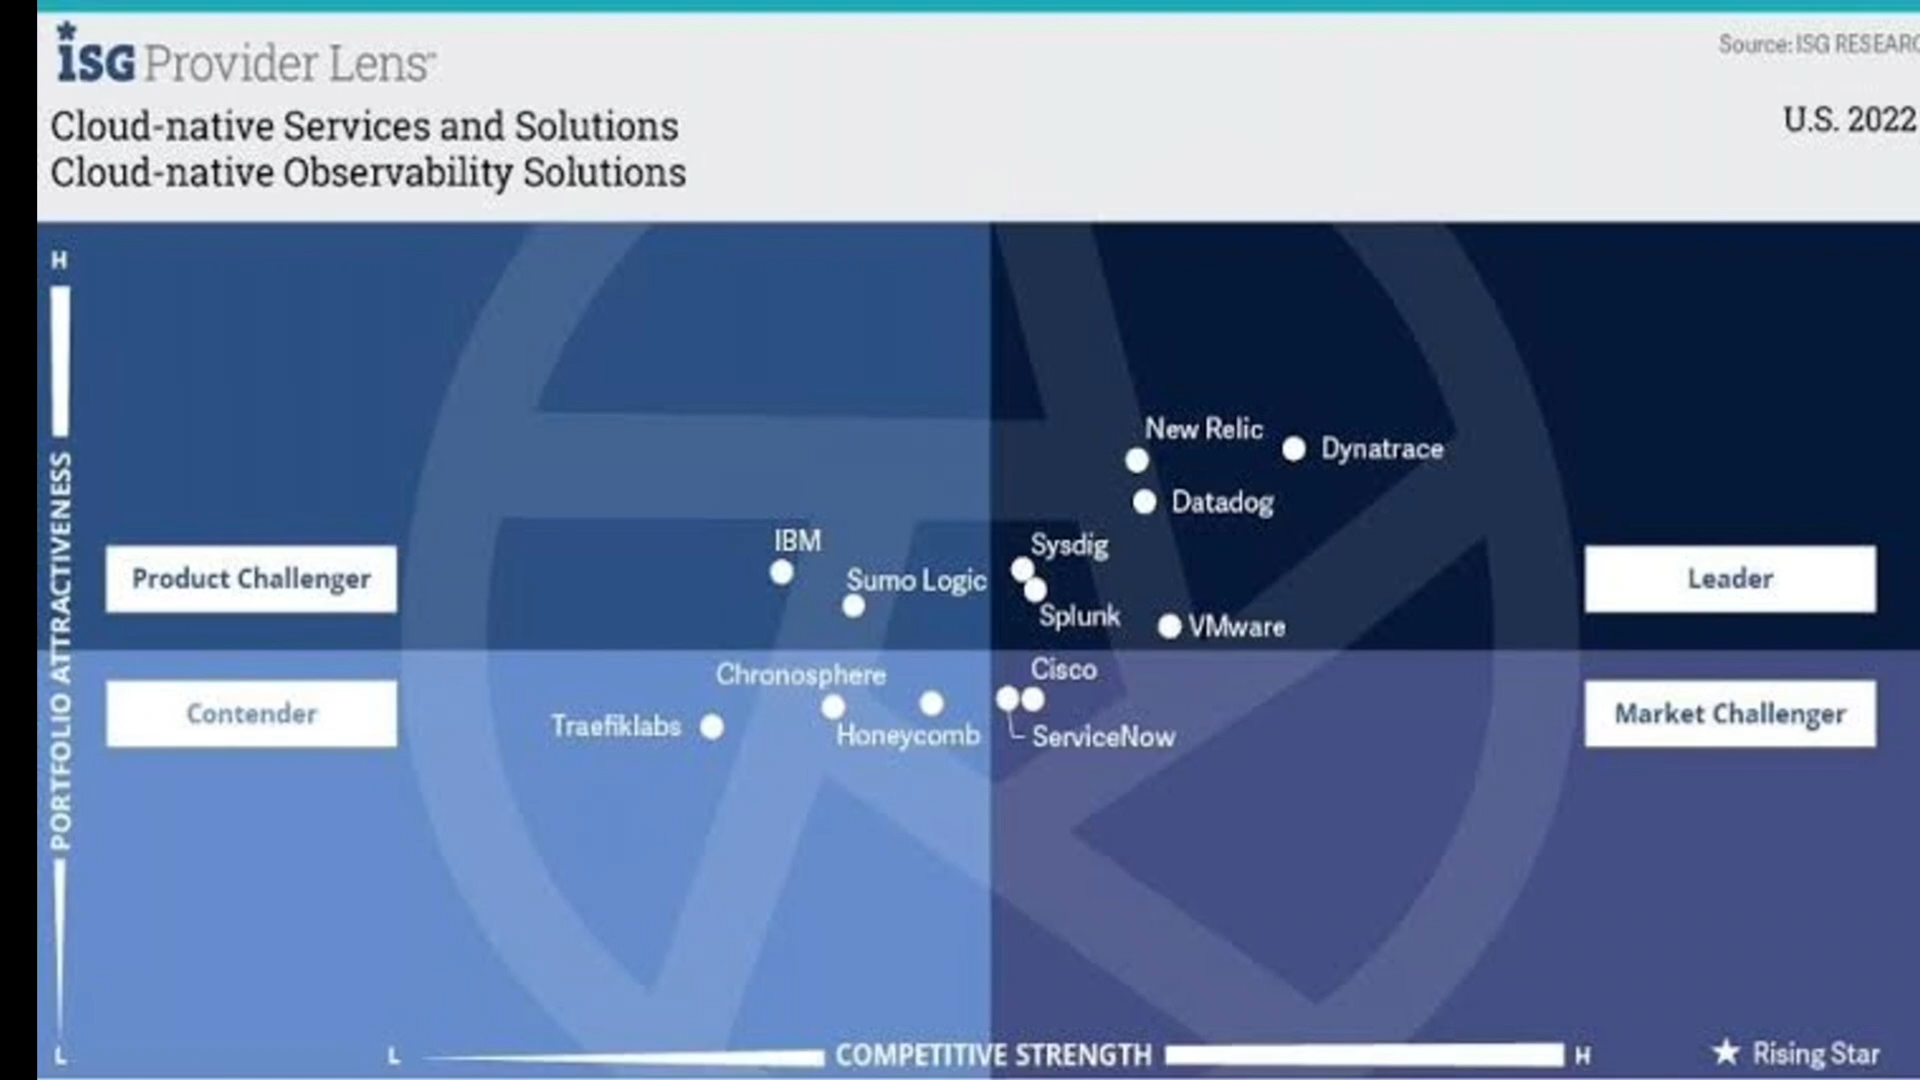 ISG Provider Lens™
Source: ISG RESEARC
Cloud-native Services and Solutions
Cloud-native Observability Solutions
U.S. 2022
H
PORTFOLIO ATTRACTIVENESS
L
New Relic
Dynatrace
Datadog
IBM
Sysdig
Sumo Logic
Splunk
VMware
Product Challenger
Leader
Chronosphere
Cisco
Traefiklabs
Honeycomb
ServiceNow
Contender
Market Challenger
L
COMPETITIVE STRENGTH
H
Rising Star